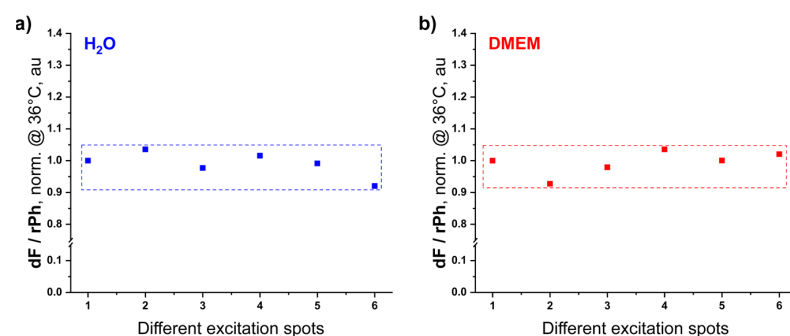 a)
H₂O
dF / rPh, norm. @ 36°C, au
1.4
1.3
1.2
1.1
1.0
0.9
0.8
0.1
0.0
1 2 3 4 5 6
Different excitation spots
b)
DMEM
dF / rPh, norm. @ 36°C, au
1.4
1.3
1.2
1.1
1.0
0.9
0.8
0.1
0.0
1 2 3 4 5 6
Different excitation spots